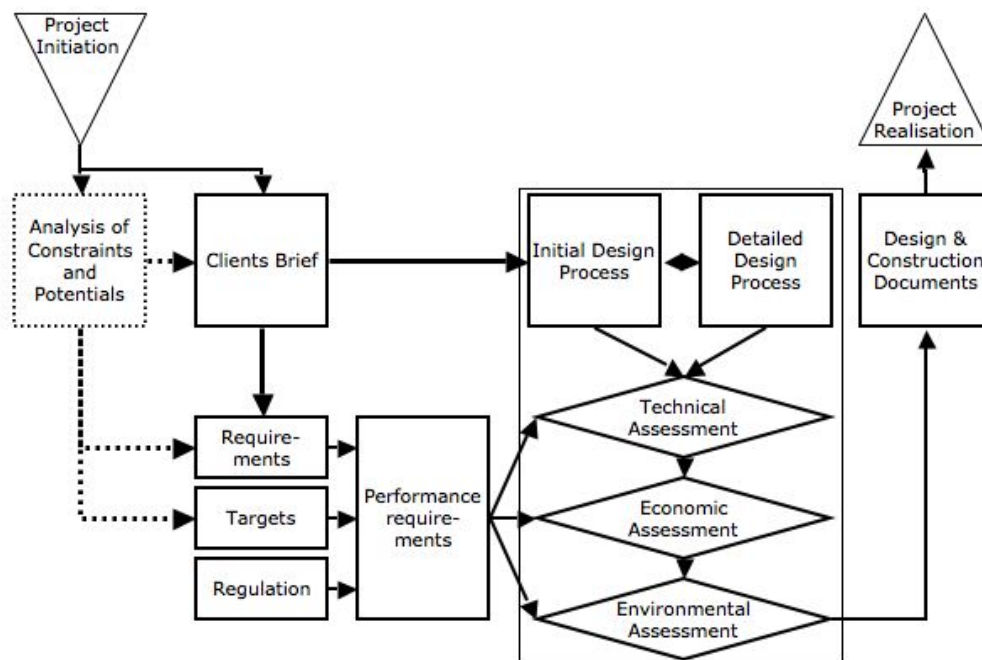 Project
Initiation
Project
Realisation
Analysis of
Constraints
and
Potentials
Clients Brief
Initial Design
Process
Detailed
Design
Process
Design &
Construction
Documents
Technical
Assessment
Require-
ments
Performance
require-
ments
Targets
Economic
Assessment
Regulation
Environmental
Assessment